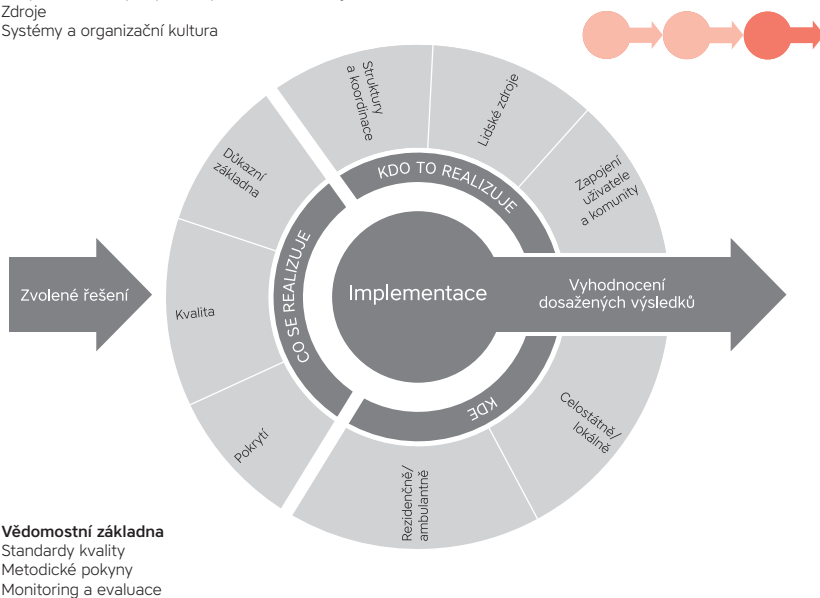 Zdroje
Systémy a organizační kultura
Struktury
a koordinace
Lidské zdroje
Zapojení
uživatele
a komunity
Důkazní
základna
KDO TO REALIZUJE
CO SE REALIZUJE
Zvolené řešení
Kvalita
Implementace
Vyhodnocení
dosažených výsledků
KDE
Pokrytí
Celostátně/
lokálně
Rezidenčně/
ambulantně
Vědomostní základna
Standardy kvality
Metodické pokyny
Monitoring a evaluace